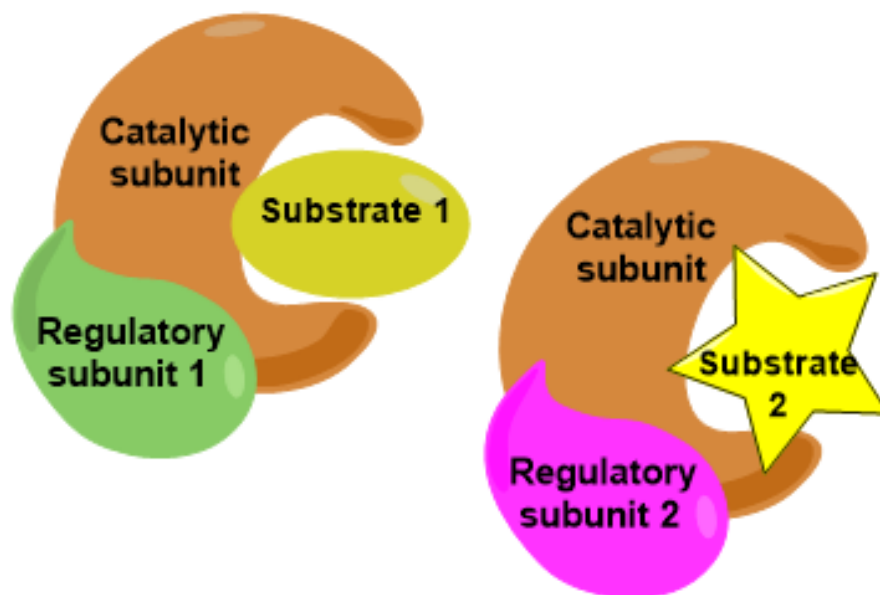 Catalytic
subunit
Substrate 1
Regulatory
subunit 1
Catalytic
subunit
Substrate
2
Regulatory
subunit 2